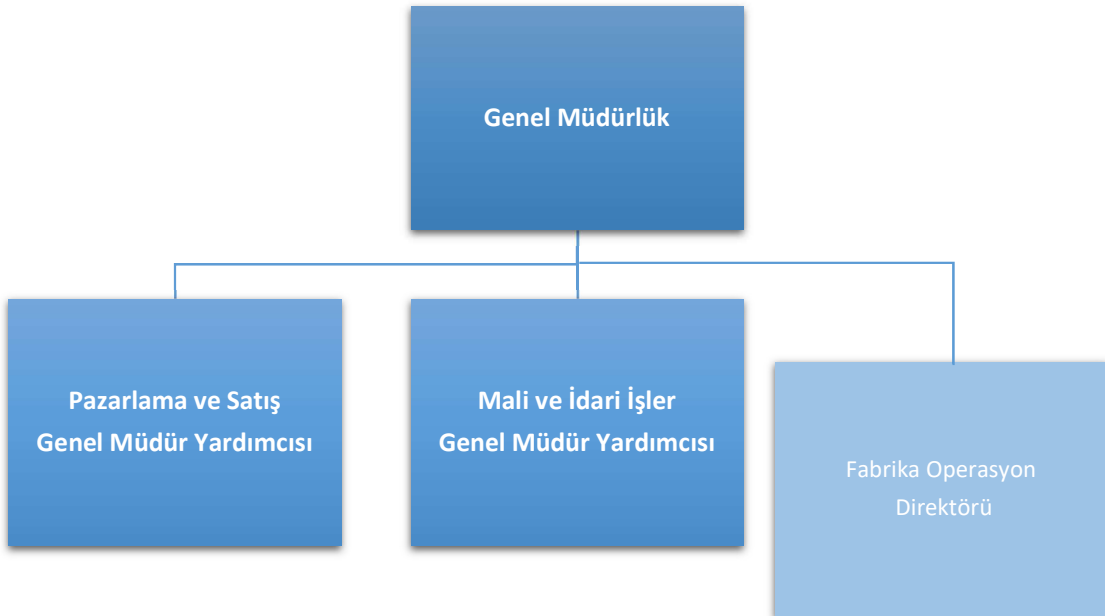 Genel Müdürlük
Pazarlama ve Satış
Genel Müdür Yardımcısı
Mali ve İdari İşler
Genel Müdür Yardımcısı
Fabrika Operasyon
Direktörü